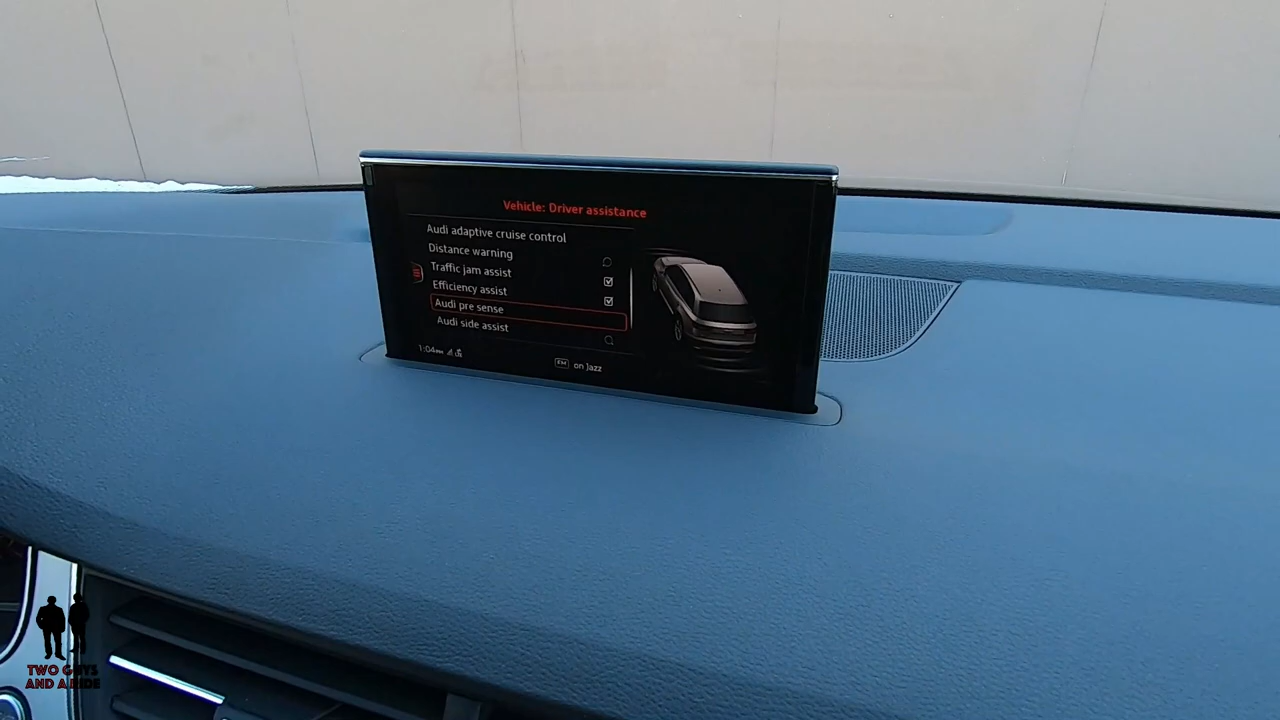 Vehicle: Driver assistance
Audi adaptive cruise control
Distance warning
Traffic jam assist
Efficiency assist
Audi pre sense
Audi side assist
1:04
FM on Jazz
TWO GUYS
AND A RIDE